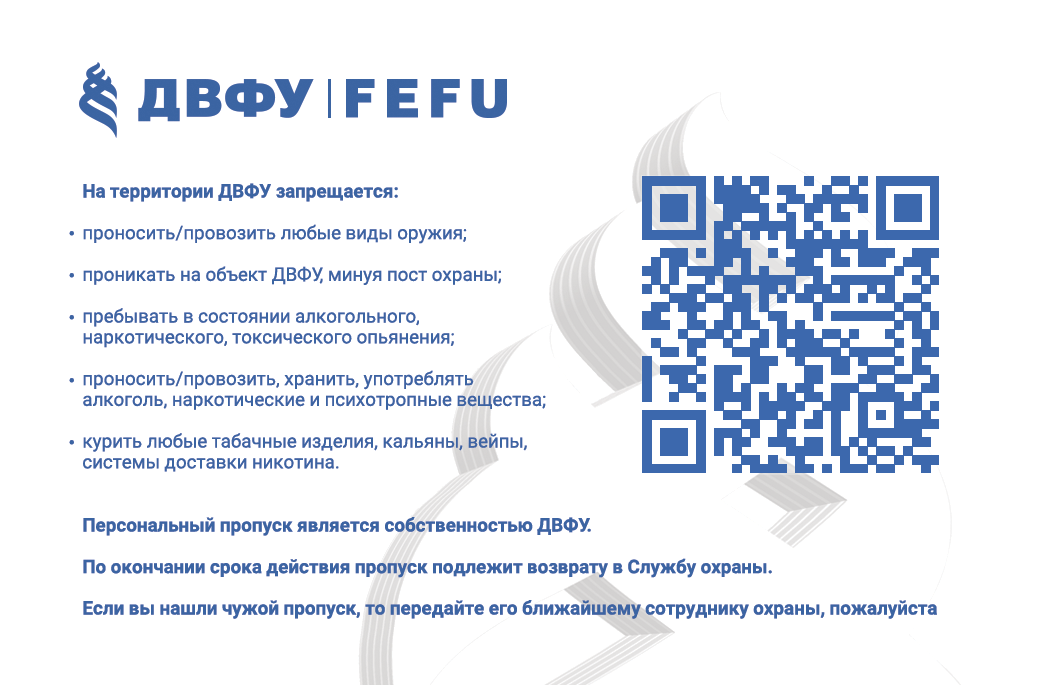 ДВФУ | FEFU
На территории ДВФУ запрещается:
• проносить/провозить любые виды оружия;
• проникать на объект ДВФУ, минуя пост охраны;
• пребывать в состоянии алкогольного,
наркотического, токсического опьянения;
• проносить/провозить, хранить, употреблять
алкоголь, наркотические и психотропные вещества;
• курить любые табачные изделия, кальяны, вейпы,
системы доставки никотина.
Персональный пропуск является собственностью ДВФУ.
По окончании срока действия пропуск подлежит возврату в Службу охраны.
Если вы нашли чужой пропуск, то передайте его ближайшему сотруднику охраны, пожалуйста